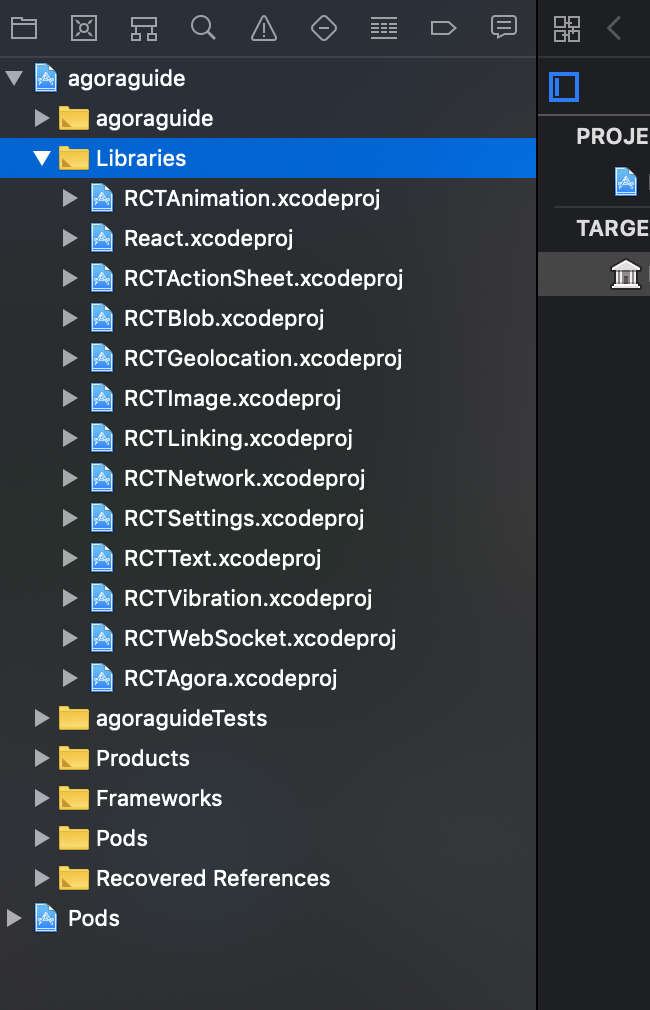 agoraguide
agoraguide
Libraries
RCTAnimation.xcodeproj
React.xcodeproj
RCTActionSheet.xcodeproj
RCTBlob.xcodeproj
RCTGeolocation.xcodeproj
RCTImage.xcodeproj
RCTLinking.xcodeproj
RCTNetwork.xcodeproj
RCTSettings.xcodeproj
RCTText.xcodeproj
RCTVibration.xcodeproj
RCTWebSocket.xcodeproj
RCTAgora.xcodeproj
agoraguideTests
Products
Frameworks
Pods
Recovered References
Pods
PROJE
TARGE